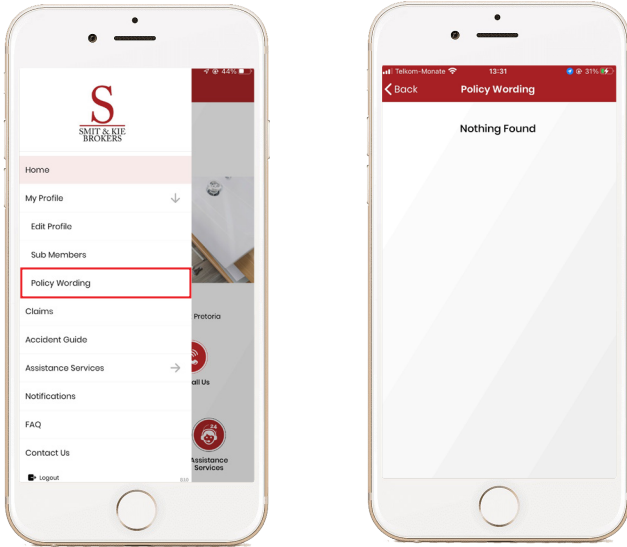 44%
S
SMIT & KIE
BROKERS
Home
My Profile
Edit Profile
Sub Members
Policy Wording
Claims
Accident Guide
Assistance Services
Notifications
FAQ
Contact Us
Logout
Pretoria
all Us
24
Assistance
Services
Telkom-Monate 13:31 31%
Back Policy Wording
Nothing Found